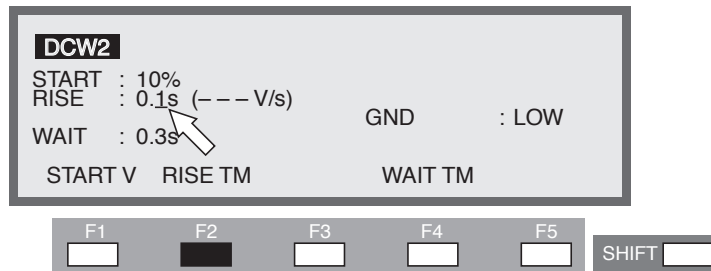 DCW2
START : 10%
RISE : 0.1s (– – – V/s)
GND : LOW
WAIT : 0.3s
START V RISE TM WAIT TM
F1 F2 F3 F4 F5
SHIFT